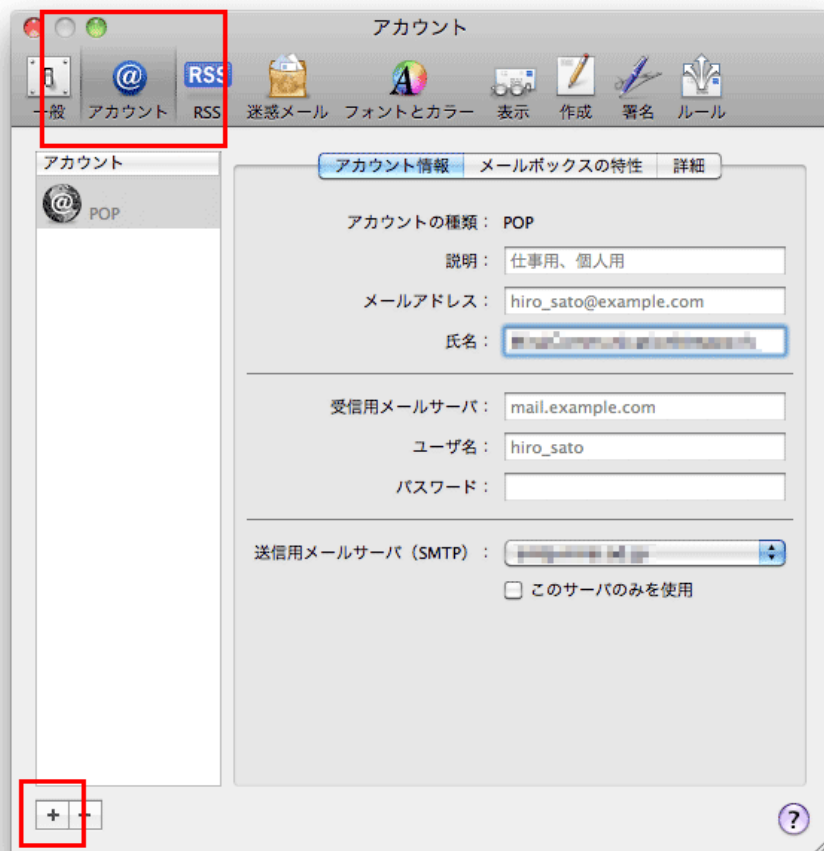 アカウント
一般 アカウント RSS RSS 迷惑メール フォントとカラー 表示 作成 署名 ルール
アカウント
@ POP
アカウント情報 メールボックスの特性 詳細
アカウントの種類： POP
説明： 仕事用、個人用
メールアドレス： hiro_sato@example.com
氏名：
受信用メールサーバ： mail.example.com
ユーザ名： hiro_sato
パスワード：
送信用メールサーバ（SMTP）：
このサーバのみを使用
+ − ?